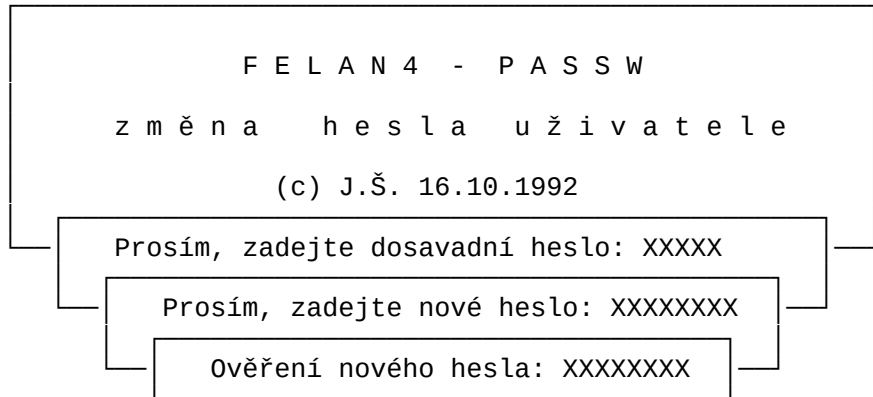 F E L A N 4 - P A S S W
z m ě n a h e s l a u ž i v a t e l e
(c) J.Š. 16.10.1992
Prosím, zadejte dosavadní heslo: XXXXX
Prosím, zadejte nové heslo: XXXXXXXX
Ověření nového hesla: XXXXXXXX